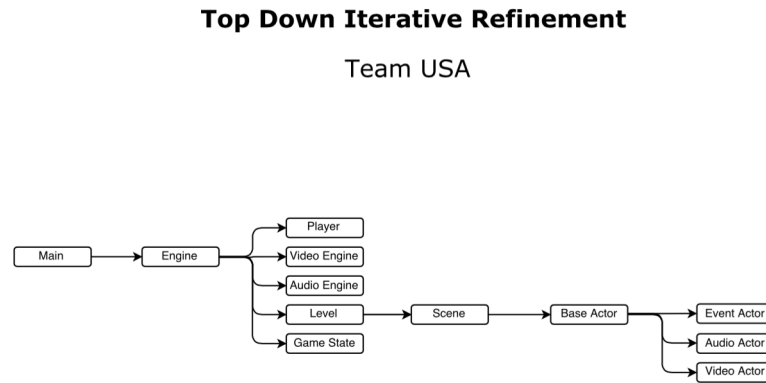 Top Down Iterative Refinement
Team USA
Main
Engine
Player
Video Engine
Audio Engine
Level
Game State
Scene
Base Actor
Event Actor
Audio Actor
Video Actor